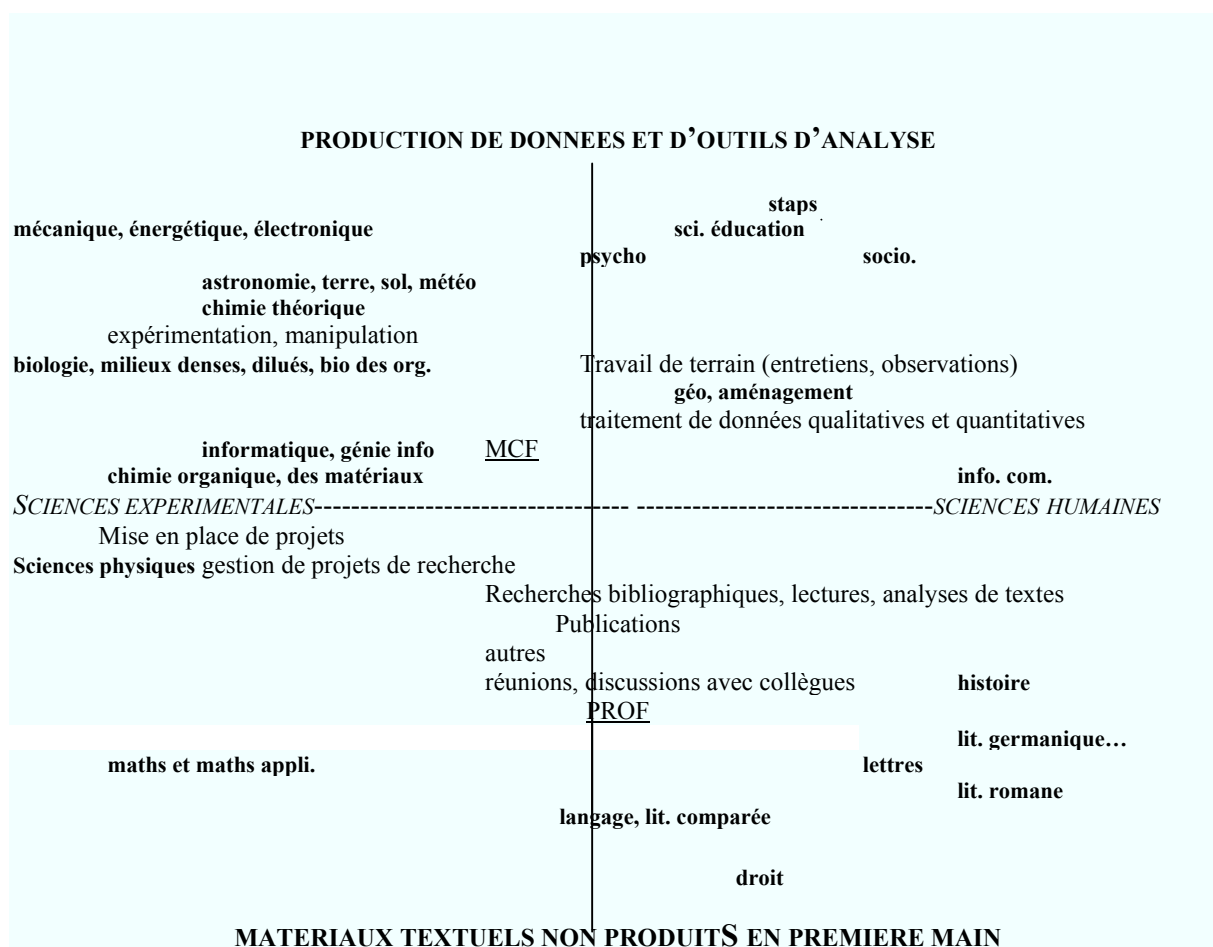 PRODUCTION DE DONNEES ET D’OUTILS D’ANALYSE
staps
mécanique, énergétique, électronique sci. éducation
psycho socio.
astronomie, terre, sol, météo
chimie théorique
expérimentation, manipulation
biologie, milieux denses, dilués, bio des org. Travail de terrain (entretiens, observations)
géo, aménagement
traitement de données qualitatives et quantitatives
informatique, génie info MCF
chimie organique, des matériaux info. com.
SCIENCES EXPERIMENTALES---------------------------------- --------------------------------SCIENCES HUMAINES
Mise en place de projets
Sciences physiques gestion de projets de recherche
Recherches bibliographiques, lectures, analyses de textes
Publications
autres
réunions, discussions avec collègues histoire
PROF
lit. germanique…
maths et maths appli. lettres
lit. romane
langage, lit. comparée
droit
MATERIAUX TEXTUELS NON PRODUITS EN PREMIERE MAIN